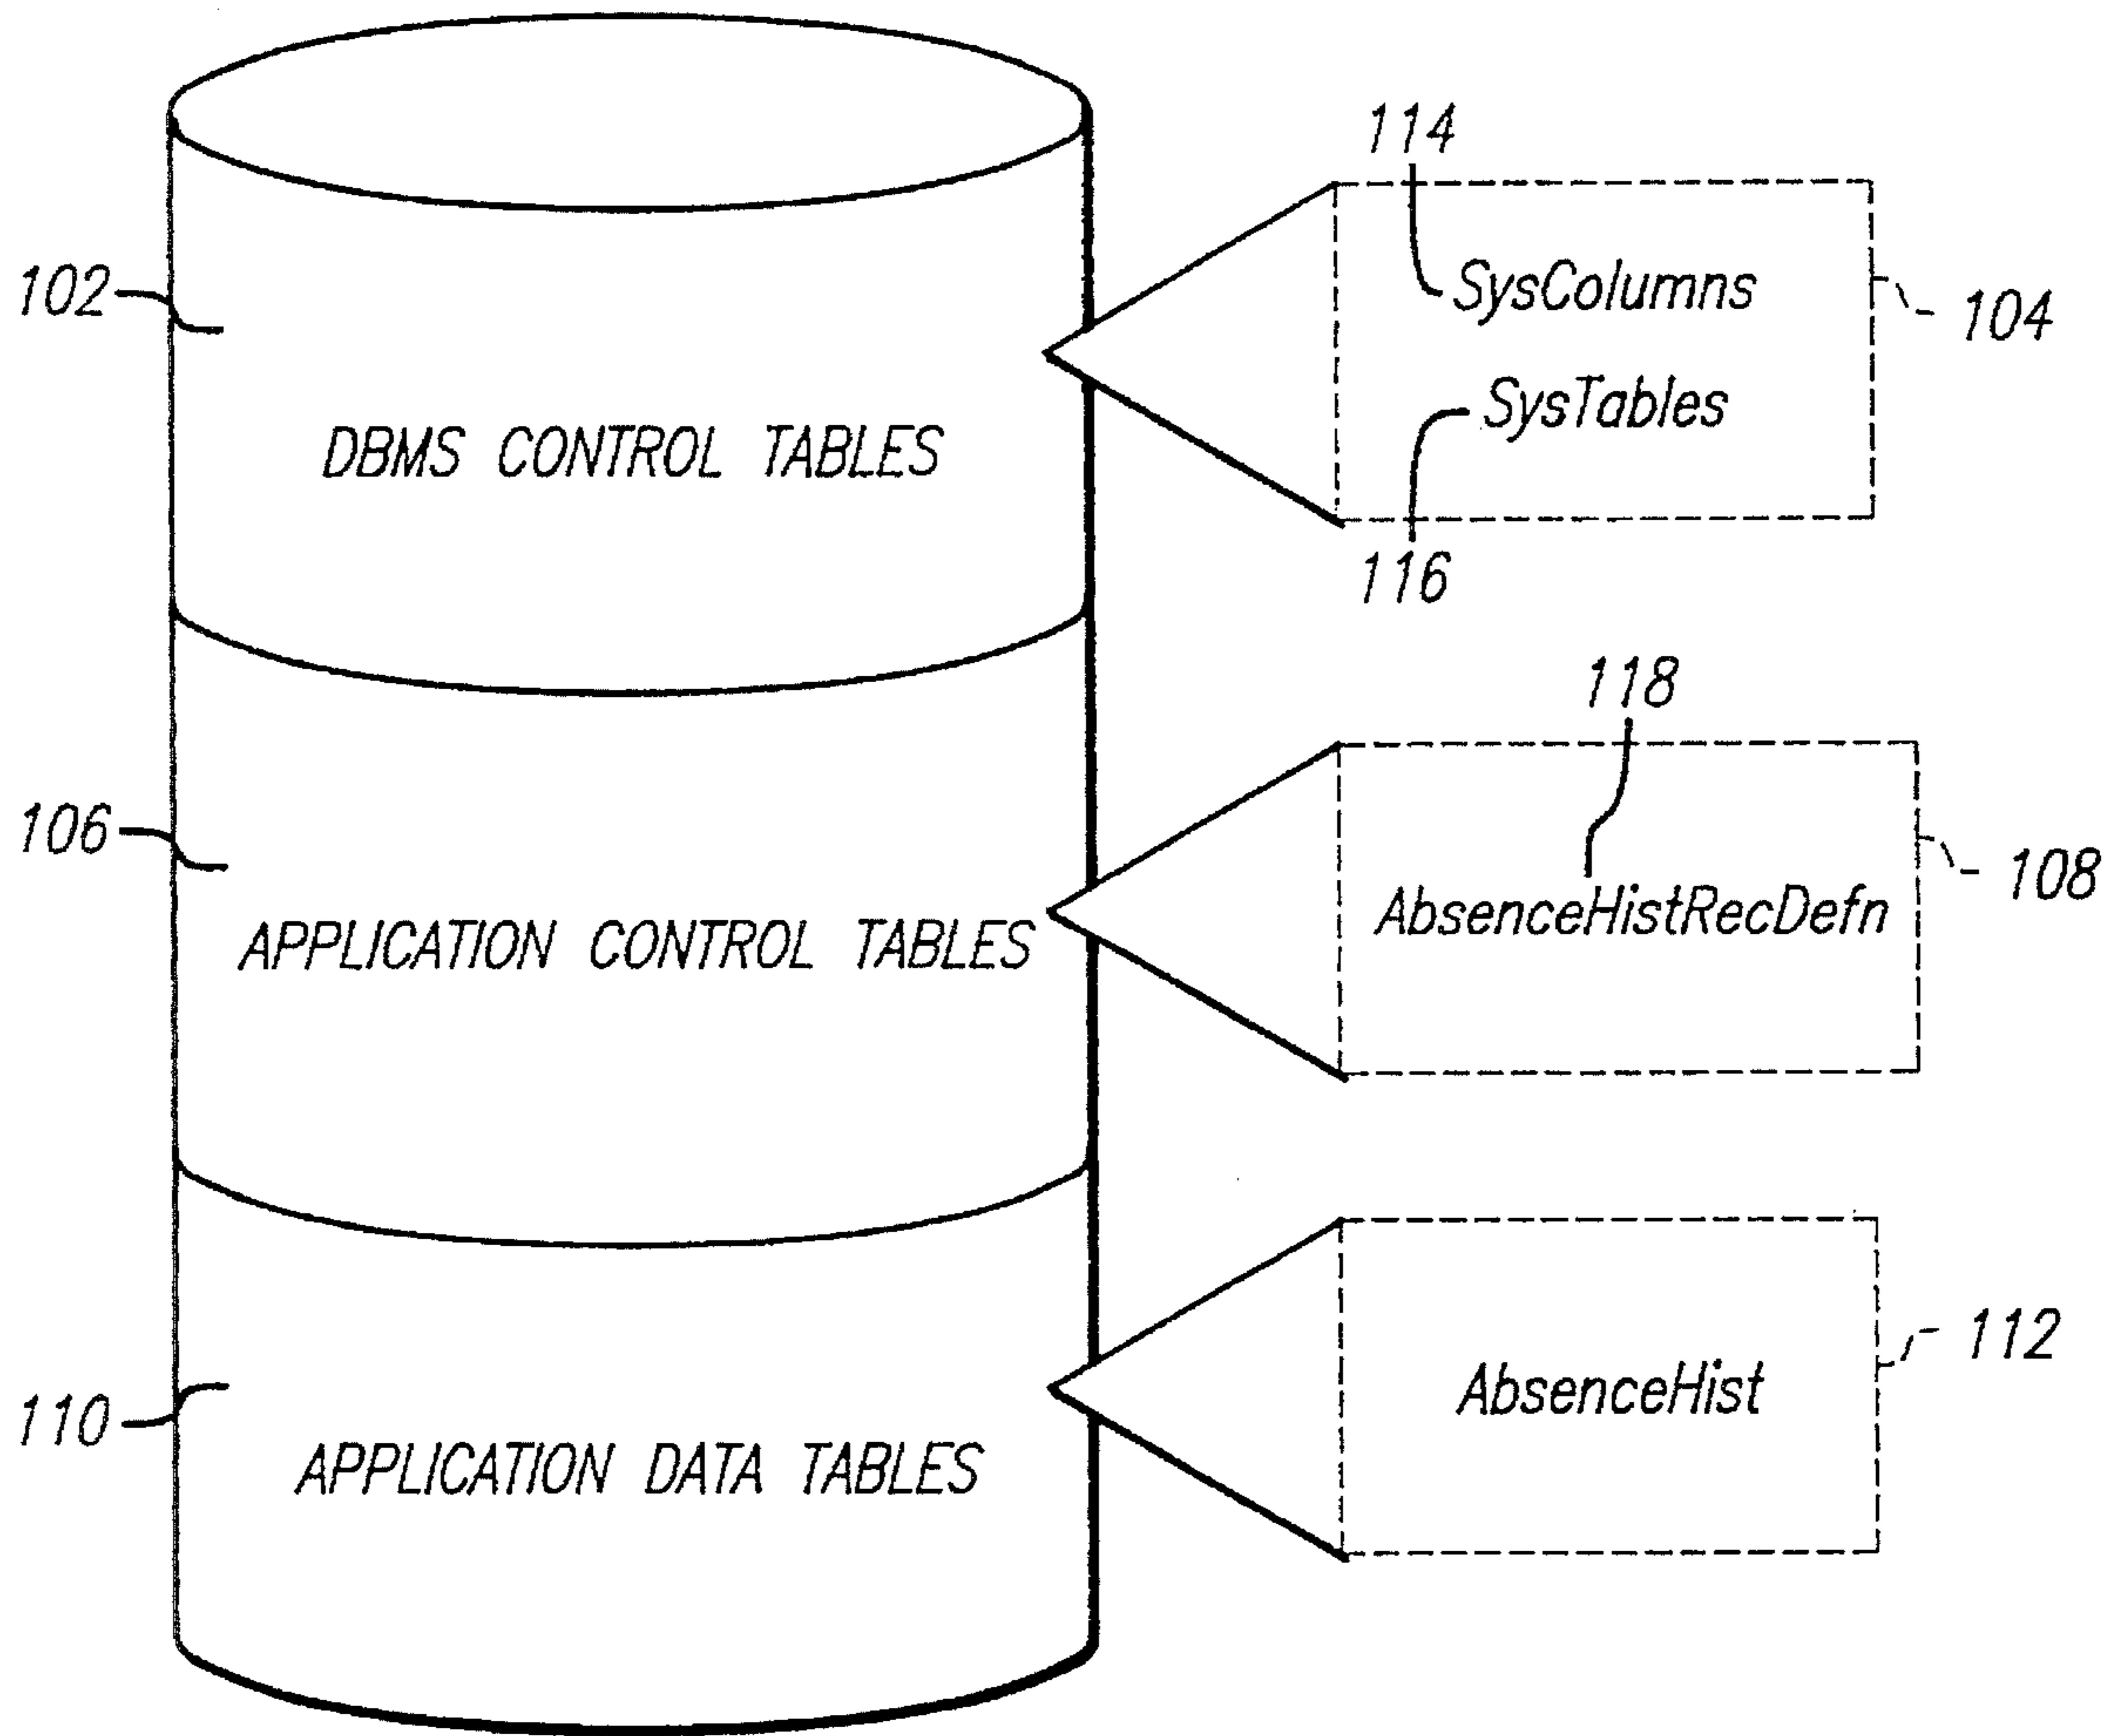 114
SysColumns
102
104
SysTables
DBMS CONTROL TABLES
116
118
106
108
AbsenceHistRecDefn
APPLICATION CONTROL TABLES
112
AbsenceHist
110
APPLICATION DATA TABLES